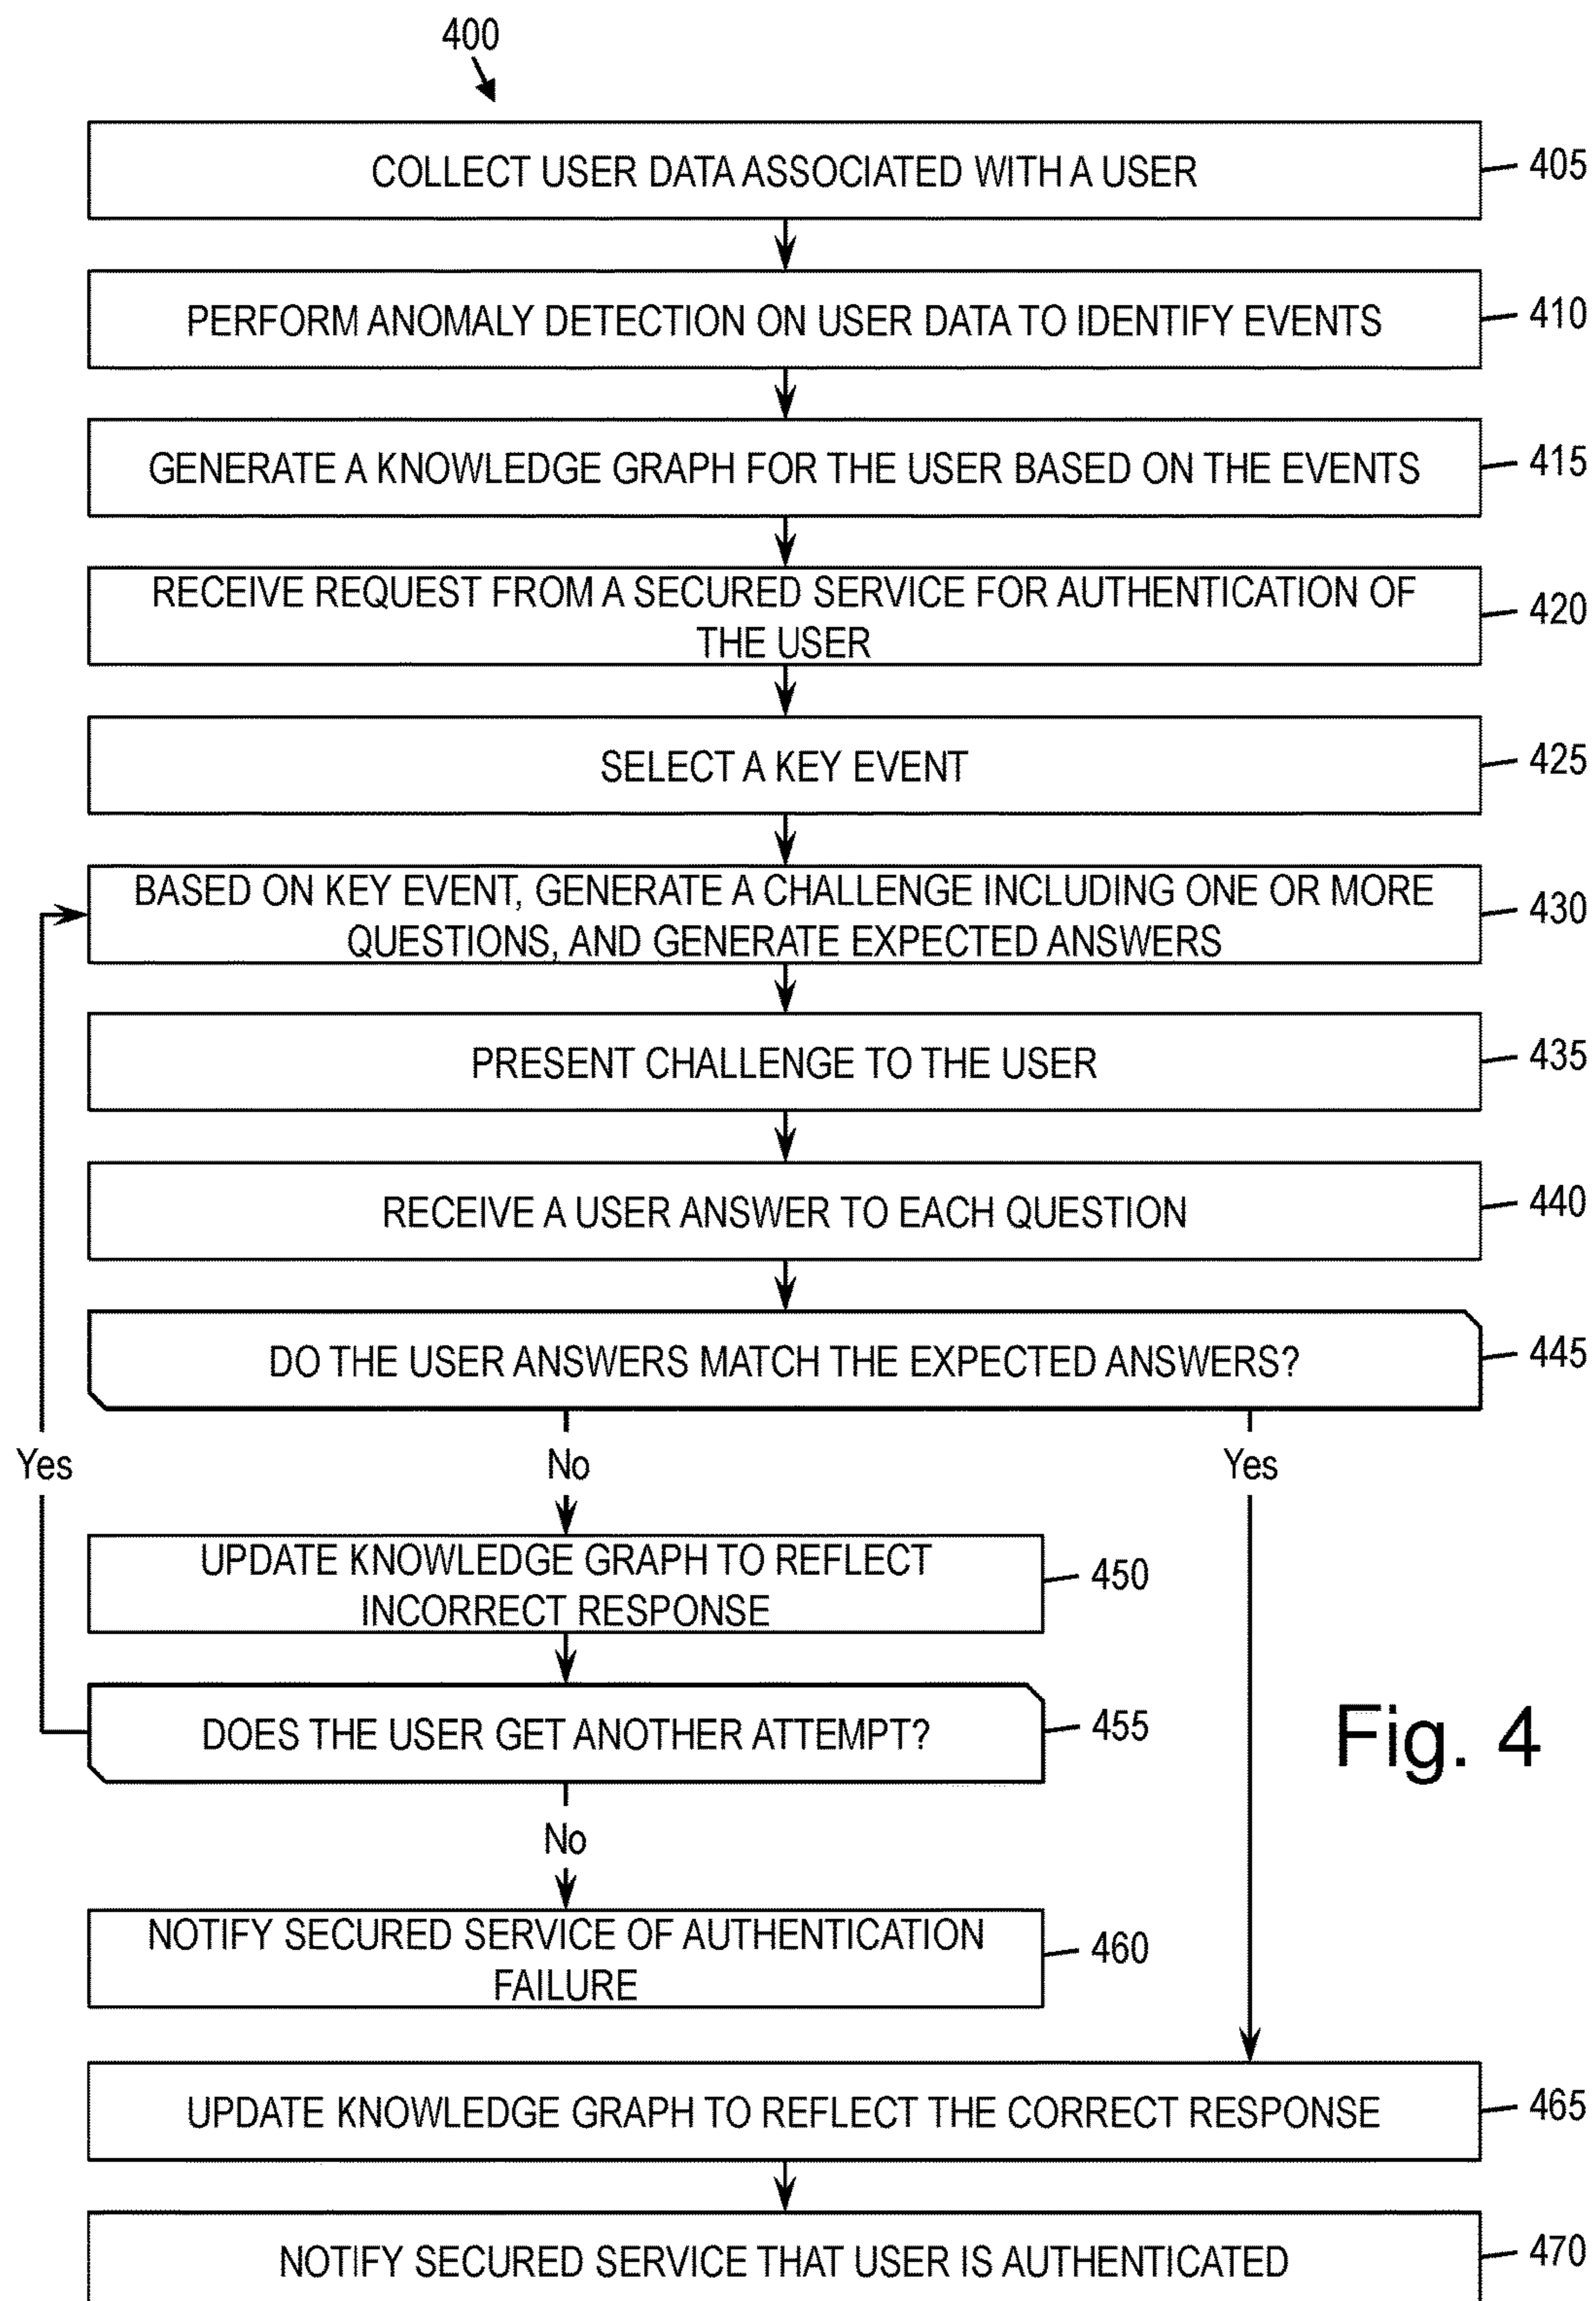 400
COLLECT USER DATA ASSOCIATED WITH A USER
405
PERFORM ANOMALY DETECTION ON USER DATA TO IDENTIFY EVENTS
410
GENERATE A KNOWLEDGE GRAPH FOR THE USER BASED ON THE EVENTS
415
RECEIVE REQUEST FROM A SECURED SERVICE FOR AUTHENTICATION OF
THE USER
420
SELECT A KEY EVENT
425
BASED ON KEY EVENT, GENERATE A CHALLENGE INCLUDING ONE OR MORE
QUESTIONS, AND GENERATE EXPECTED ANSWERS
430
PRESENT CHALLENGE TO THE USER
435
RECEIVE A USER ANSWER TO EACH QUESTION
440
DO THE USER ANSWERS MATCH THE EXPECTED ANSWERS?
445
Yes
No
Yes
UPDATE KNOWLEDGE GRAPH TO REFLECT
INCORRECT RESPONSE
450
DOES THE USER GET ANOTHER ATTEMPT?
455
Fig. 4
No
NOTIFY SECURED SERVICE OF AUTHENTICATION
FAILURE
460
UPDATE KNOWLEDGE GRAPH TO REFLECT THE CORRECT RESPONSE
465
NOTIFY SECURED SERVICE THAT USER IS AUTHENTICATED
470